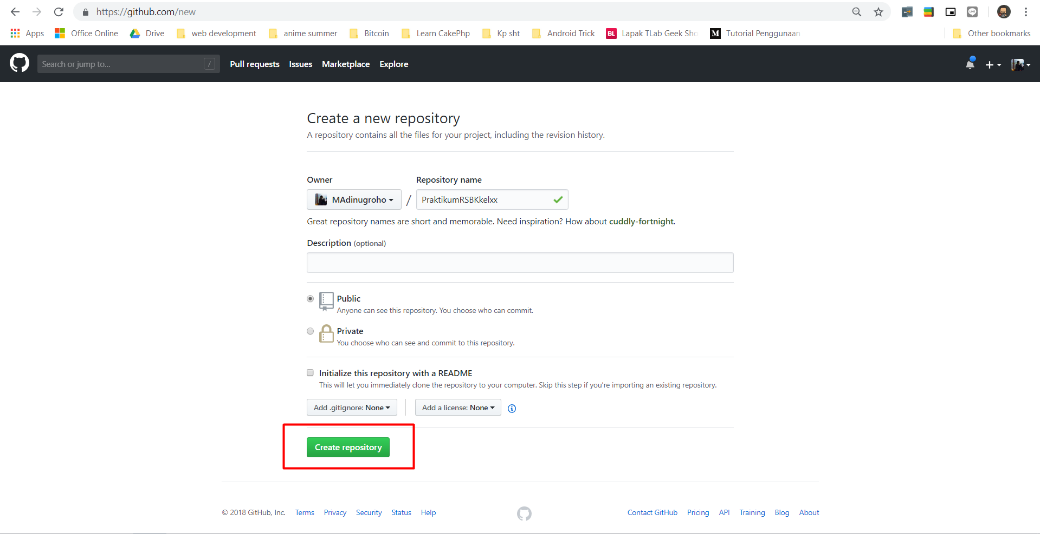 https://github.com/new
Apps Office Online Drive web development anime summer Bitcoin Learn CakePhp Kp sht Android Trick BL Lapak TLab Geek She M Tutorial Penggunaan Other bookmarks
Search or jump to... / Pull requests Issues Marketplace Explore
Create a new repository
A repository contains all the files for your project, including the revision history.
Owner Repository name
MAdinugroho / PraktikumRSBKkelxx
Great repository names are short and memorable. Need inspiration? How about cuddly-fortnight.
Description (optional)
Public
Anyone can see this repository. You choose who can commit.
Private
You choose who can see and commit to this repository.
Initialize this repository with a README
This will let you immediately clone the repository to your computer. Skip this step if you're importing an existing repository.
Add .gitignore: None Add a license: None
Create repository
© 2018 GitHub, Inc. Terms Privacy Security Status Help Contact GitHub Pricing API Training Blog About